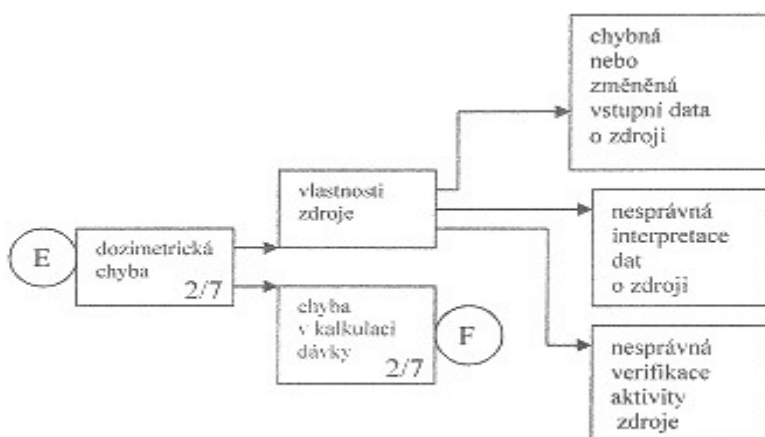 E
dozimetrická
chyba
2/7
vlastnosti
zdroje
chyba
v kalkulaci
dávky
2/7
F
chybná
nebo
změněná
vstupní data
o zdroji
nesprávná
interpretace
dat
o zdroji
nesprávná
verifikace
aktivity
zdroje